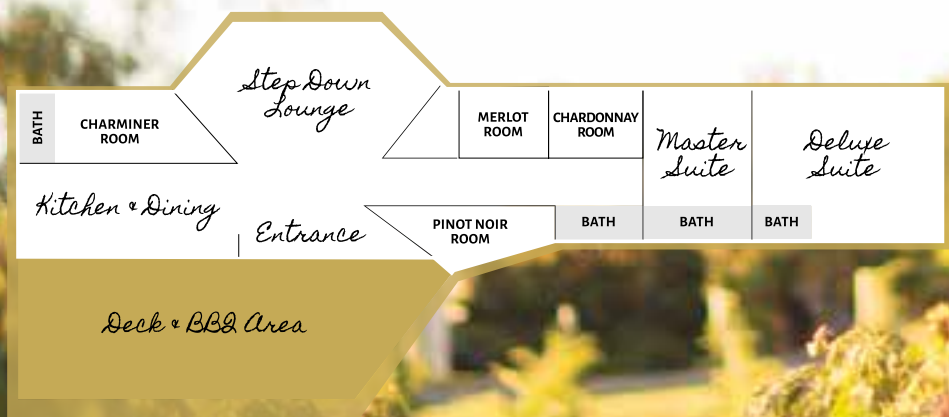 Step Down
Lounge
BATH
CHARMINER
ROOM
MERLOT
ROOM
CHARDONNAY
ROOM
Master
Suite
Deluxe
Suite
Kitchen & Dining
Entrance
PINOT NOIR
ROOM
BATH
BATH
BATH
Deck & BBQ Area